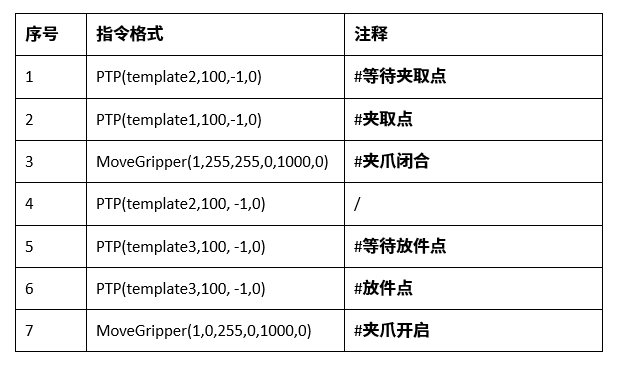 序号 指令格式 注释
1 PTP(template2,100,-1,0) #等待夹取点
2 PTP(template1,100,-1,0) #夹取点
3 MoveGripper(1,255,255,0,1000,0) #夹爪闭合
4 PTP(template2,100, -1,0) /
5 PTP(template3,100, -1,0) #等待放件点
6 PTP(template3,100, -1,0) #放件点
7 MoveGripper(1,0,255,0,1000,0) #夹爪开启